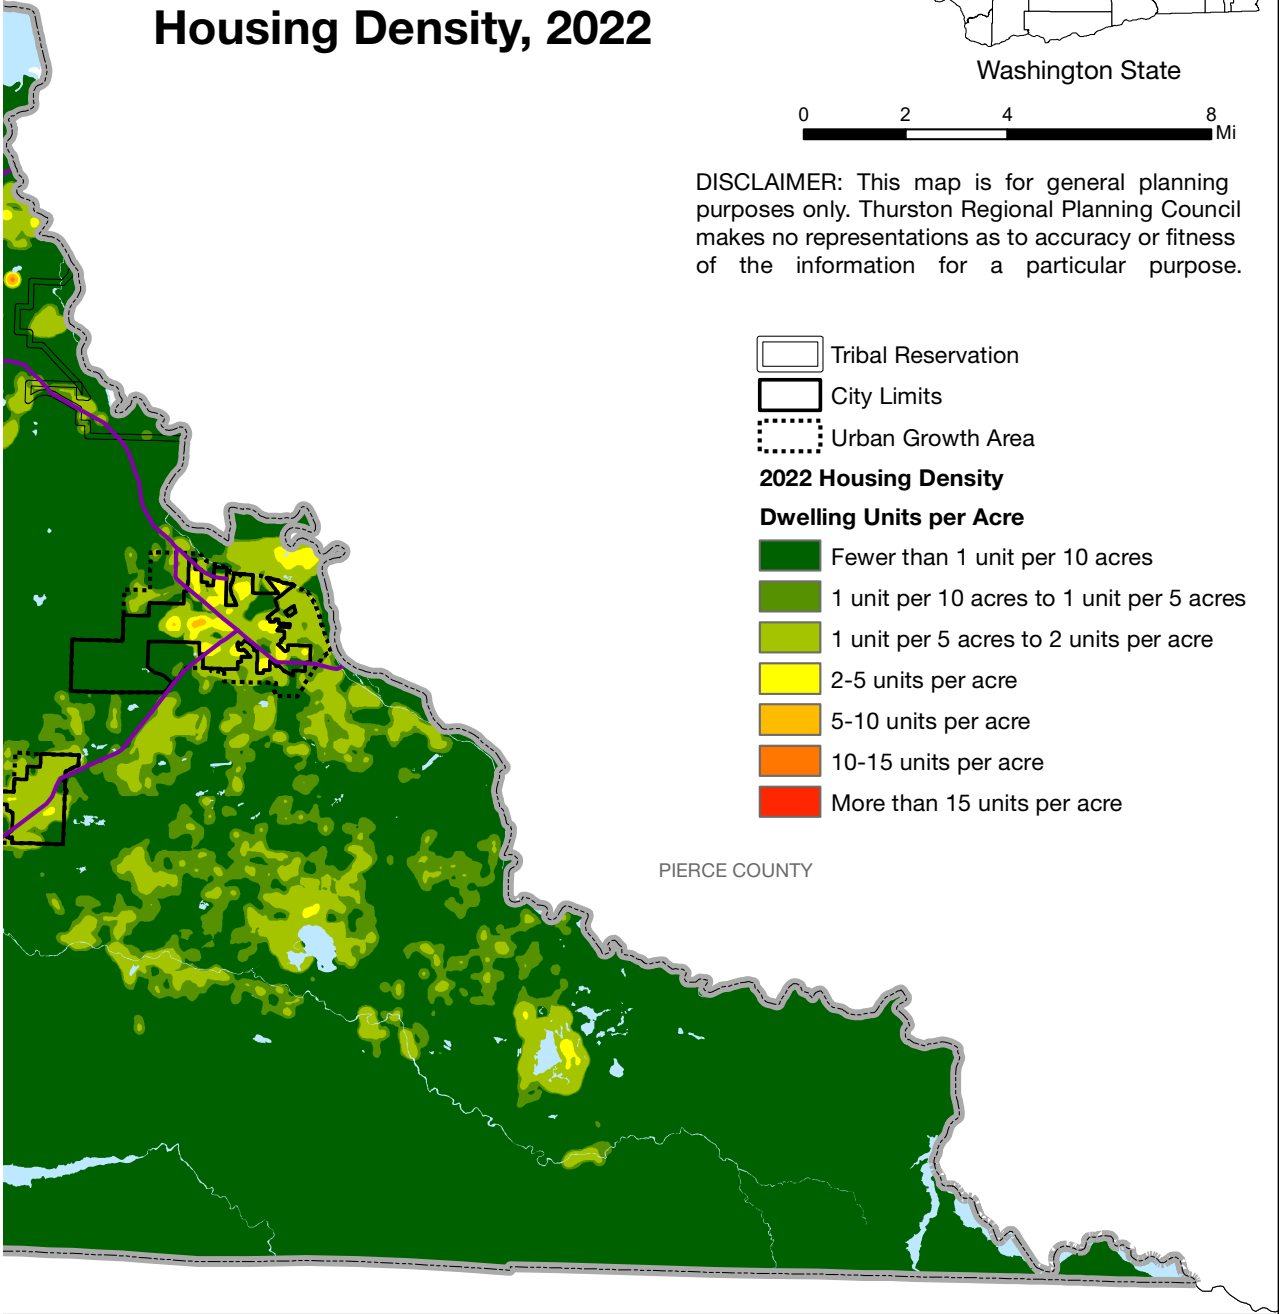 Housing Density, 2022
Washington State
0 2 4 8
Mi
DISCLAIMER: This map is for general planning
purposes only. Thurston Regional Planning Council
makes no representations as to accuracy or fitness
of the information for a particular purpose.
Tribal Reservation
City Limits
Urban Growth Area
2022 Housing Density
Dwelling Units per Acre
Fewer than 1 unit per 10 acres
1 unit per 10 acres to 1 unit per 5 acres
1 unit per 5 acres to 2 units per acre
2-5 units per acre
5-10 units per acre
10-15 units per acre
More than 15 units per acre
PIERCE COUNTY